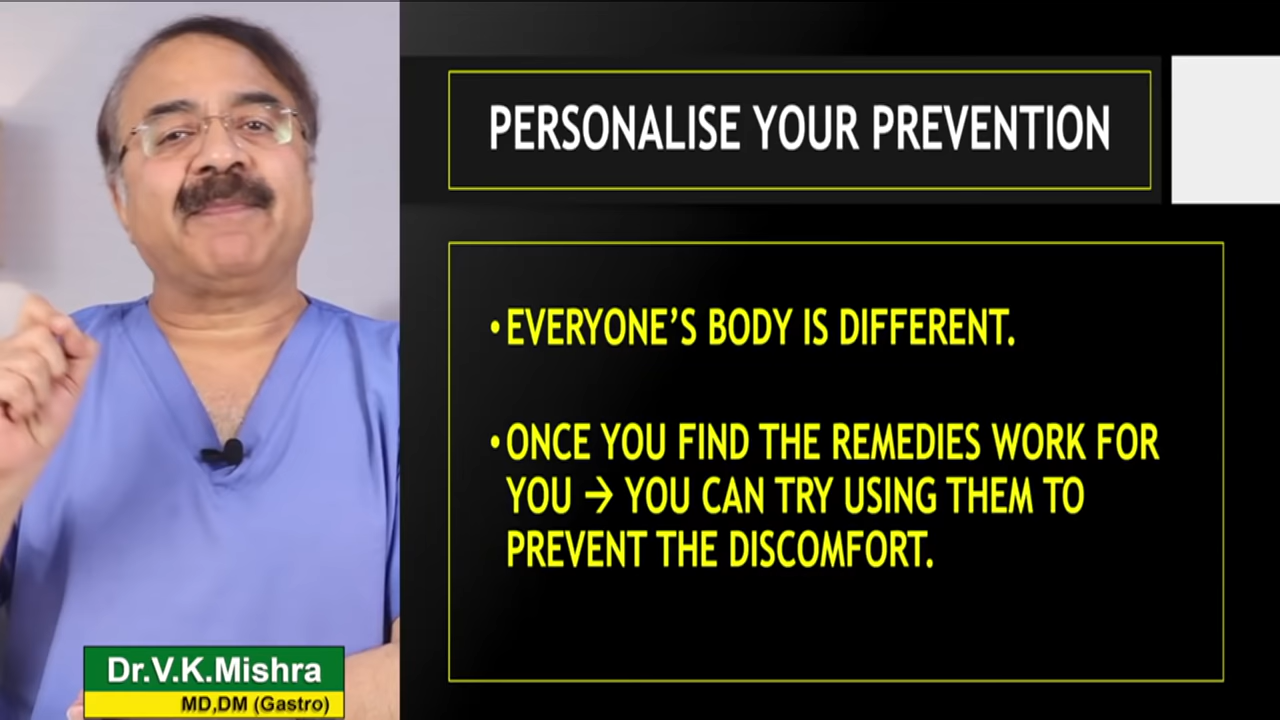 PERSONALISE YOUR PREVENTION
•EVERYONE’S BODY IS DIFFERENT.
•ONCE YOU FIND THE REMEDIES WORK FOR
YOU → YOU CAN TRY USING THEM TO
PREVENT THE DISCOMFORT.
Dr.V.K.Mishra
MD,DM (Gastro)